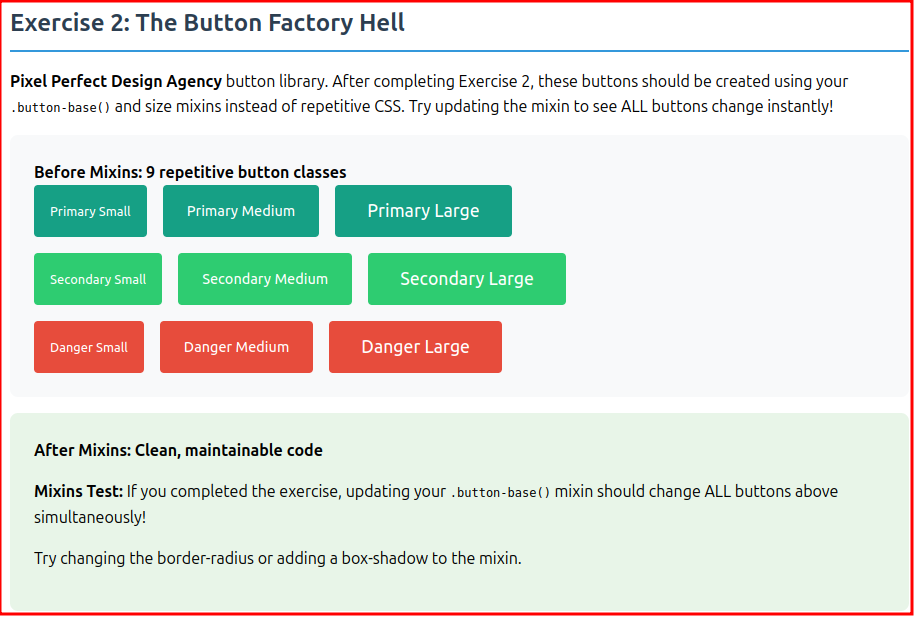 Exercise 2: The Button Factory Hell
Pixel Perfect Design Agency button library. After completing Exercise 2, these buttons should be created using your
.button-base() and size mixins instead of repetitive CSS. Try updating the mixin to see ALL buttons change instantly!
Before Mixins: 9 repetitive button classes
Primary Small Primary Medium Primary Large
Secondary Small Secondary Medium Secondary Large
Danger Small Danger Medium Danger Large
After Mixins: Clean, maintainable code
Mixins Test: If you completed the exercise, updating your .button-base() mixin should change ALL buttons above
simultaneously!
Try changing the border-radius or adding a box-shadow to the mixin.